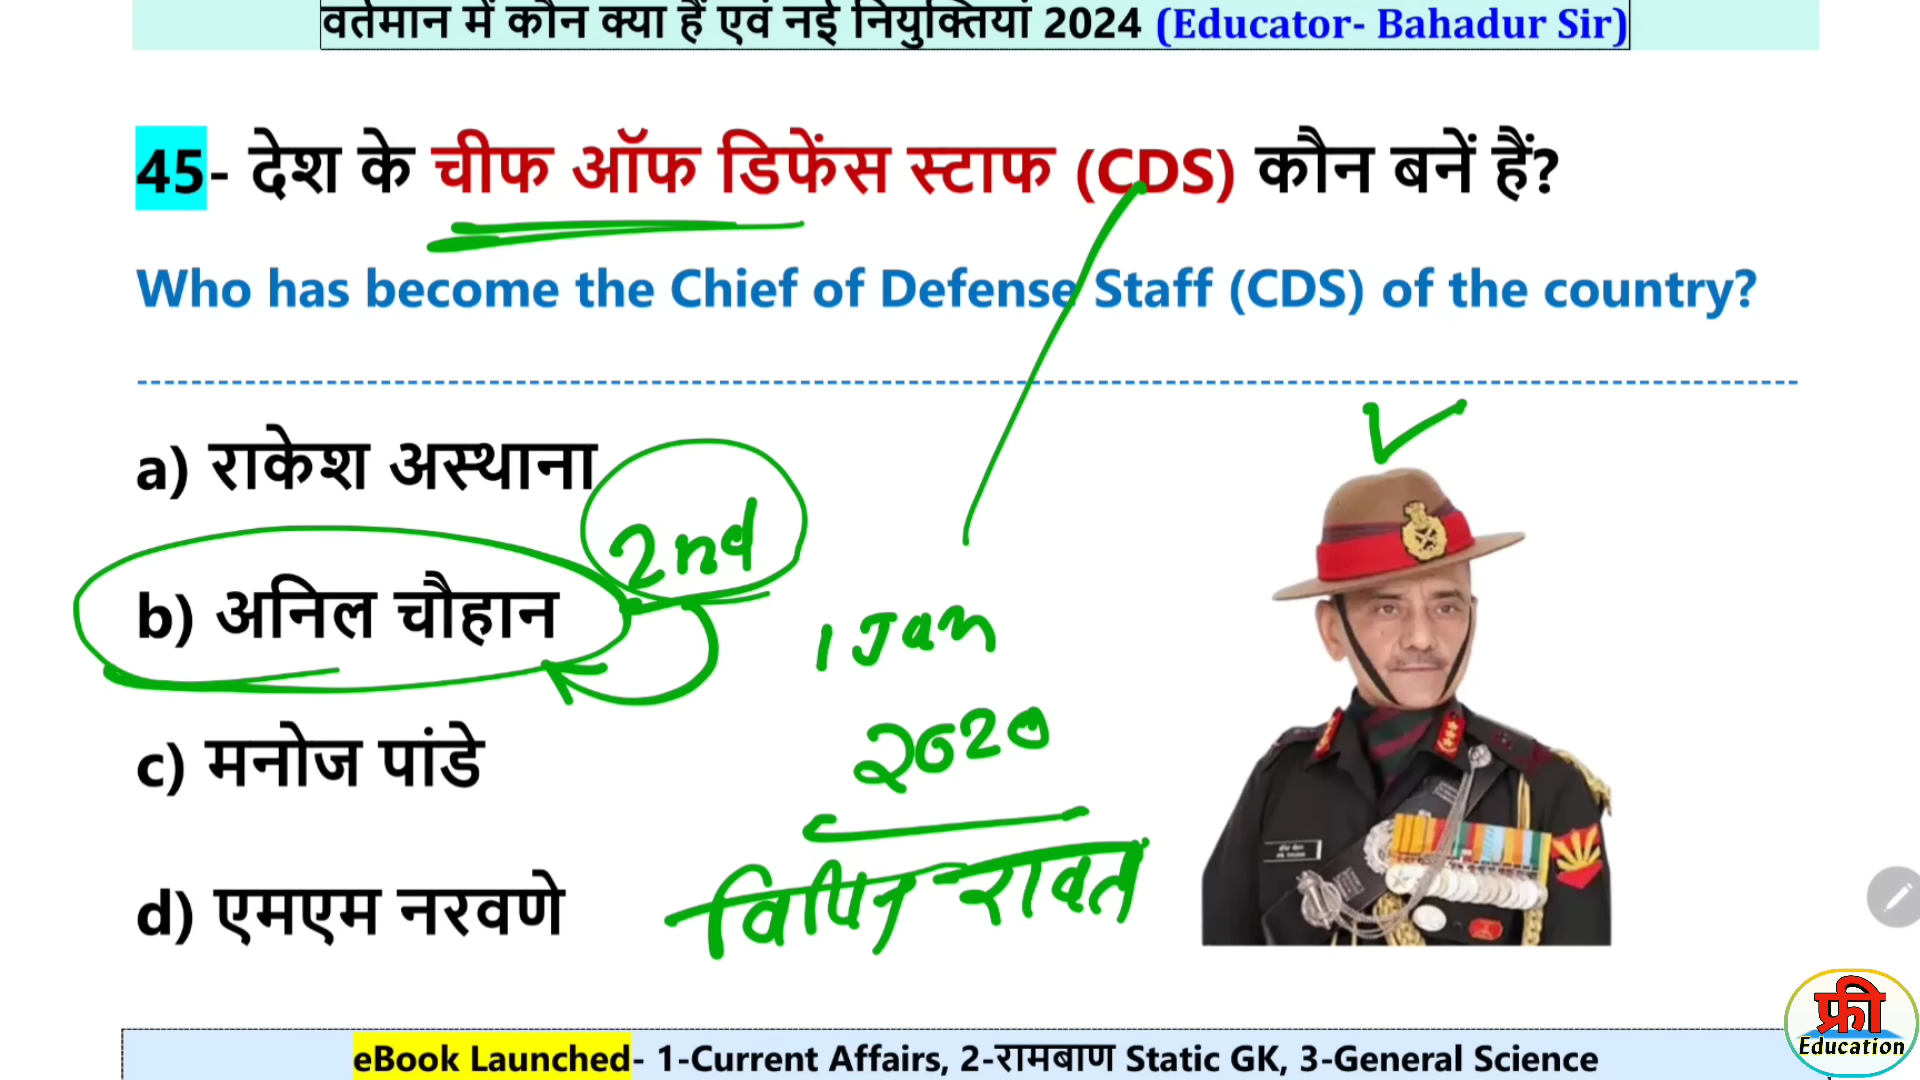 वर्तमान में कौन क्या हैं एवं नई नियुक्तियां 2024 (Educator- Bahadur Sir)
45- देश के चीफ ऑफ डिफेंस स्टाफ (CDS) कौन बनें हैं?
Who has become the Chief of Defense Staff (CDS) of the country?
a) राकेश अस्थाना
2nd
b) अनिल चौहान
1 Jan
2020
c) मनोज पांडे
विपिन रावत
d) एमएम नरवणे
फ्री
Education
eBook Launched- 1-Current Affairs, 2-रामबाण Static GK, 3-General Science